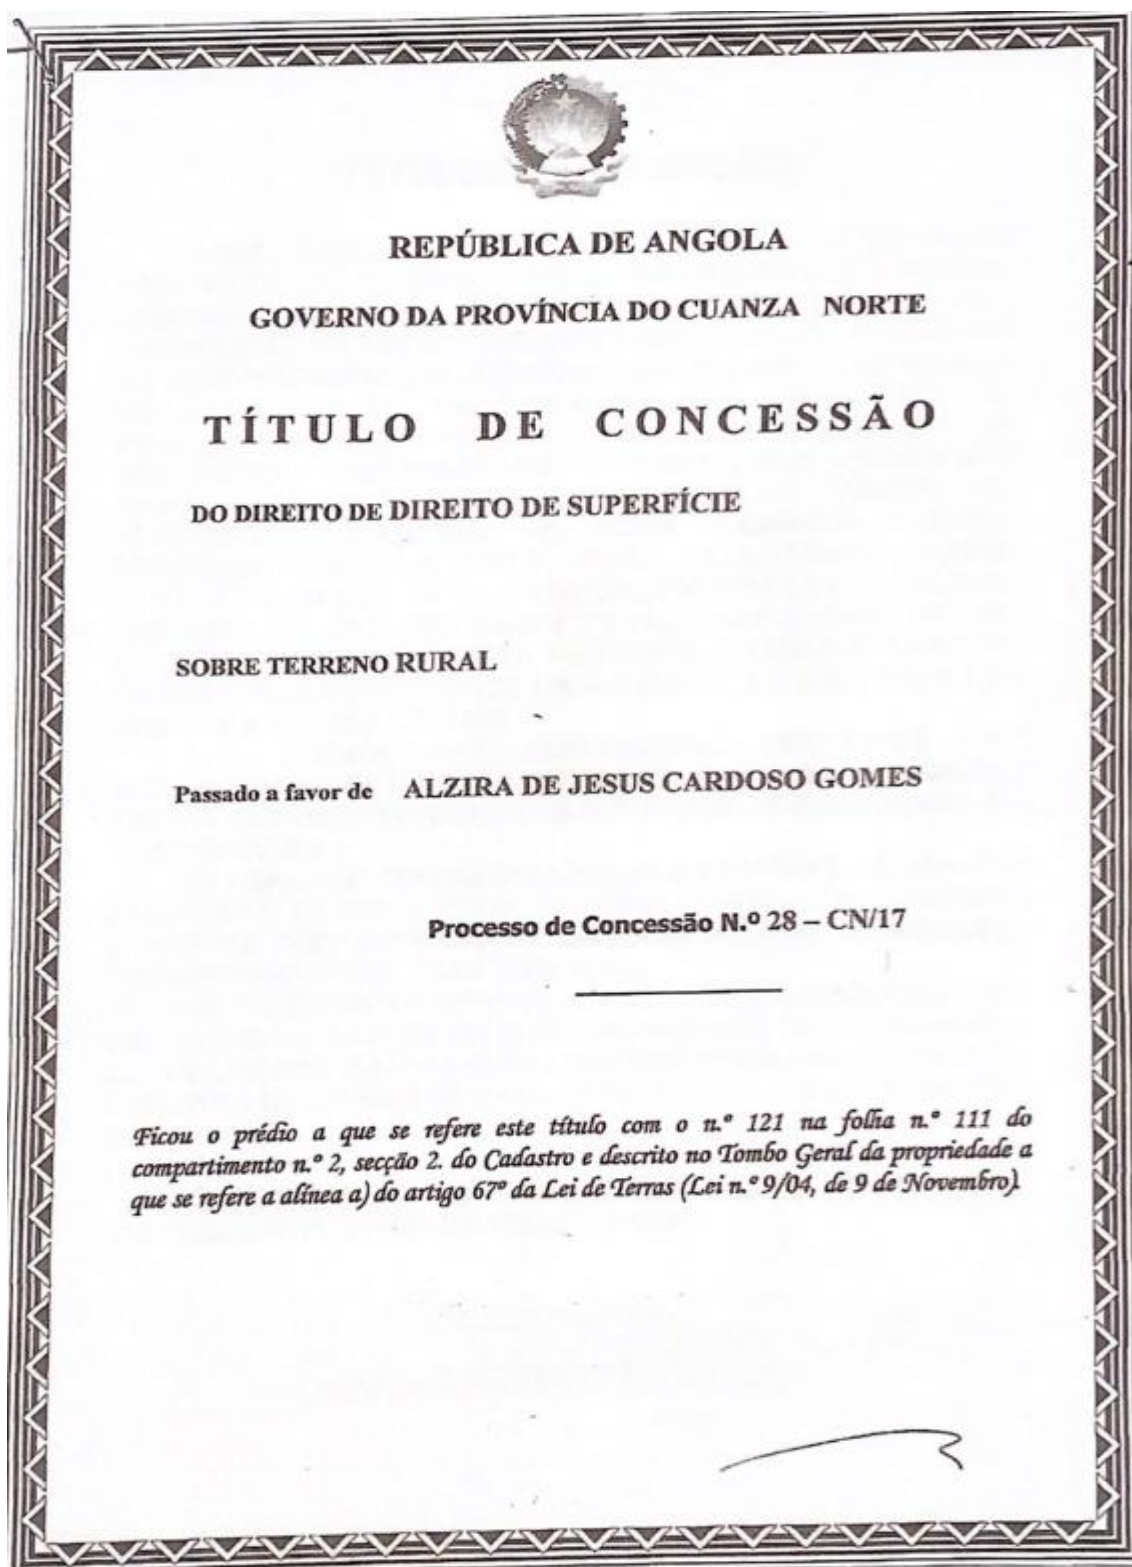 REPÚBLICA DE ANGOLA
GOVERNO DA PROVÍNCIA DO CUANZA NORTE
TÍTULO DE CONCESSÃO
DO DIREITO DE DIREITO DE SUPERFÍCIE
SOBRE TERRENO RURAL
Passado a favor de ALZIRA DE JESUS CARDOSO GOMES
Processo de Concessão N.º 28 – CN/17
Ficou o prédio a que se refere este título com o n.º 121 na folha n.º 111 do
compartimento n.º 2, secção 2. do Cadastro e descrito no Tombo Geral da propriedade a
que se refere a alínea a) do artigo 67º da Lei de Terras (Lei n.º 9/04, de 9 de Novembro).